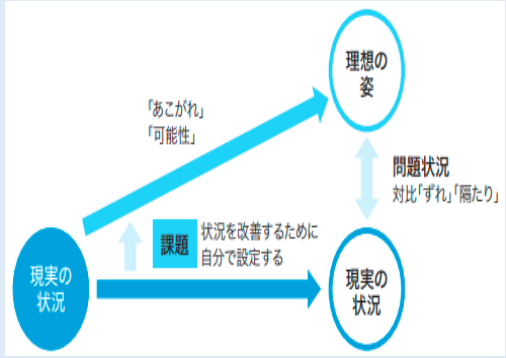 理想の
姿
「あこがれ」
「可能性」
問題状況
対比「ずれ」「隔たり」
課題
状況を改善するために
自分で設定する
現実の
状況
現実の
状況